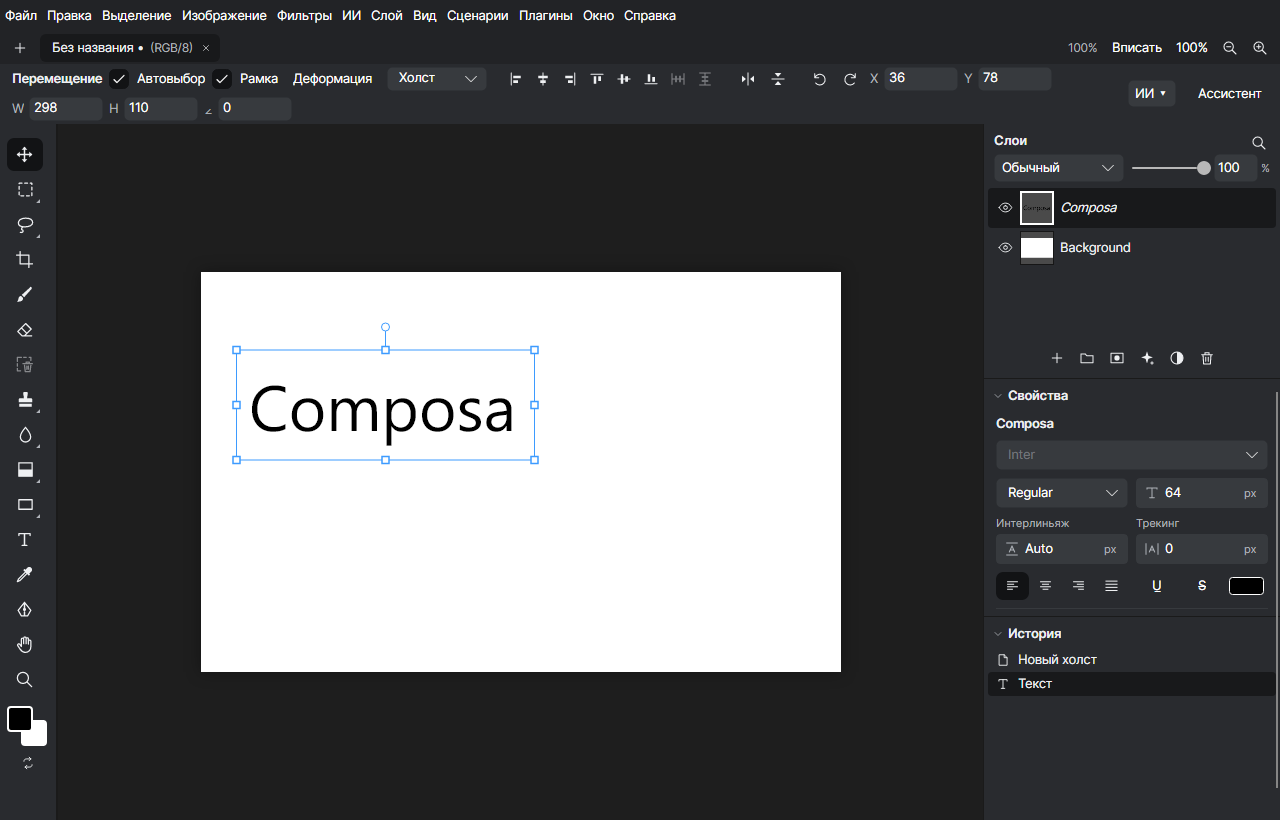 Файл Правка Выделение Изображение Фильтры ИИ Слой Вид Сценарии Плагины Окно Справка
Без названия • (RGB/8) × 100% Вписать 100%
Перемещение Автовыбор Рамка Деформация Холст X 36 Y 78
W 298 H 110 0
ИИ Ассистент
Слои
Обычный 100 %
Composa
Background
Composa
Свойства
Composa
Inter
Regular 64 px
Интерлиньяж Трекинг
Auto px 0 px
История
Новый холст
Текст